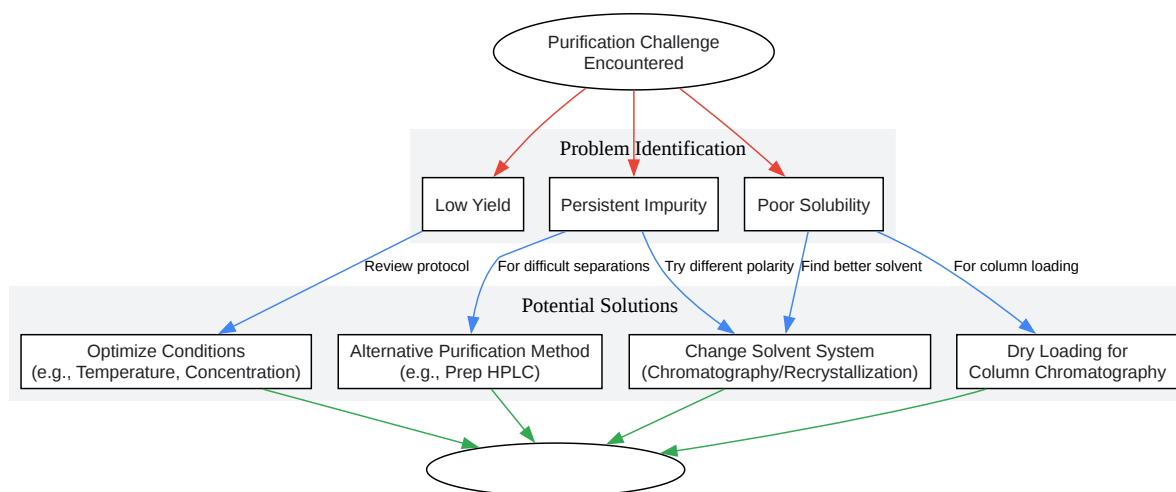 Purification Challenge
Encountered
Problem Identification
Low Yield
Persistent Impurity
Poor Solubility
Review protocol
For difficult separations
Try different polarity
Find better solvent
For column loading
Potential Solutions
Optimize Conditions
(e.g., Temperature, Concentration)
Alternative Purification Method
(e.g., Prep HPLC)
Change Solvent System
(Chromatography/Recrystallization)
Dry Loading for
Column Chromatography